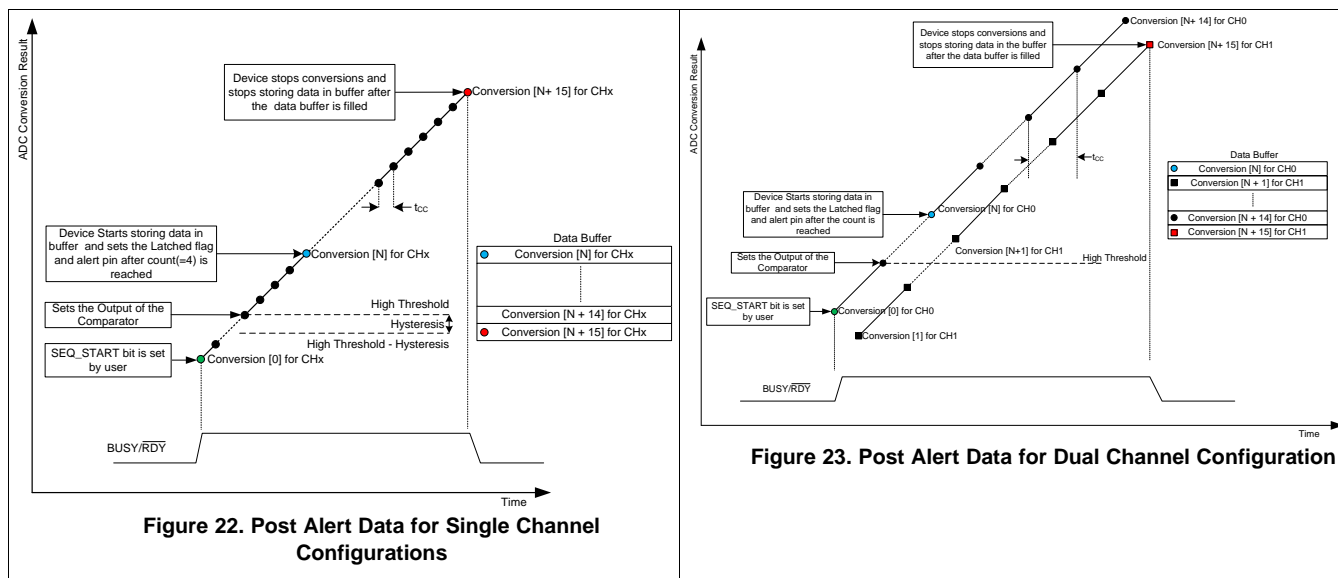 ADC Conversion Result
Device stops conversions and
stops storing data in buffer after
the data buffer is filled
Conversion [N+ 15] for CHx
tCC
Device Starts storing data in
buffer and sets the Latched flag
and alert pin after count(=4) is
reached
Conversion [N] for CHx
Data Buffer
Conversion [N] for CHx
Conversion [N + 14] for CHx
Conversion [N + 15] for CHx
Sets the Output of the
Comparator
High Threshold
Hysteresis
High Threshold - Hysteresis
SEQ_START bit is set
by user
Conversion [0] for CHx
BUSY/RDY
Time
Figure 22. Post Alert Data for Single Channel
Configurations
ADC Conversion Result
Conversion [N+ 14] for CH0
Device stops conversions and
stops storing data in the buffer
after the data buffer is filled
Conversion [N+ 15] for CH1
tCC
Data Buffer
Conversion [N] for CH0
Conversion [N + 1] for CH1
Conversion [N + 14] for CH0
Conversion [N + 15] for CH1
Device Starts storing data in
buffer and sets the Latched flag
and alert pin after the count is
reached
Conversion [N] for CH0
Conversion [N+1] for CH1
Sets the Output of the
Comparator
High Threshold
SEQ_START bit is set
by user
Conversion [0] for CH0
Conversion [1] for CH1
BUSY/RDY
Time
Figure 23. Post Alert Data for Dual Channel Configuration